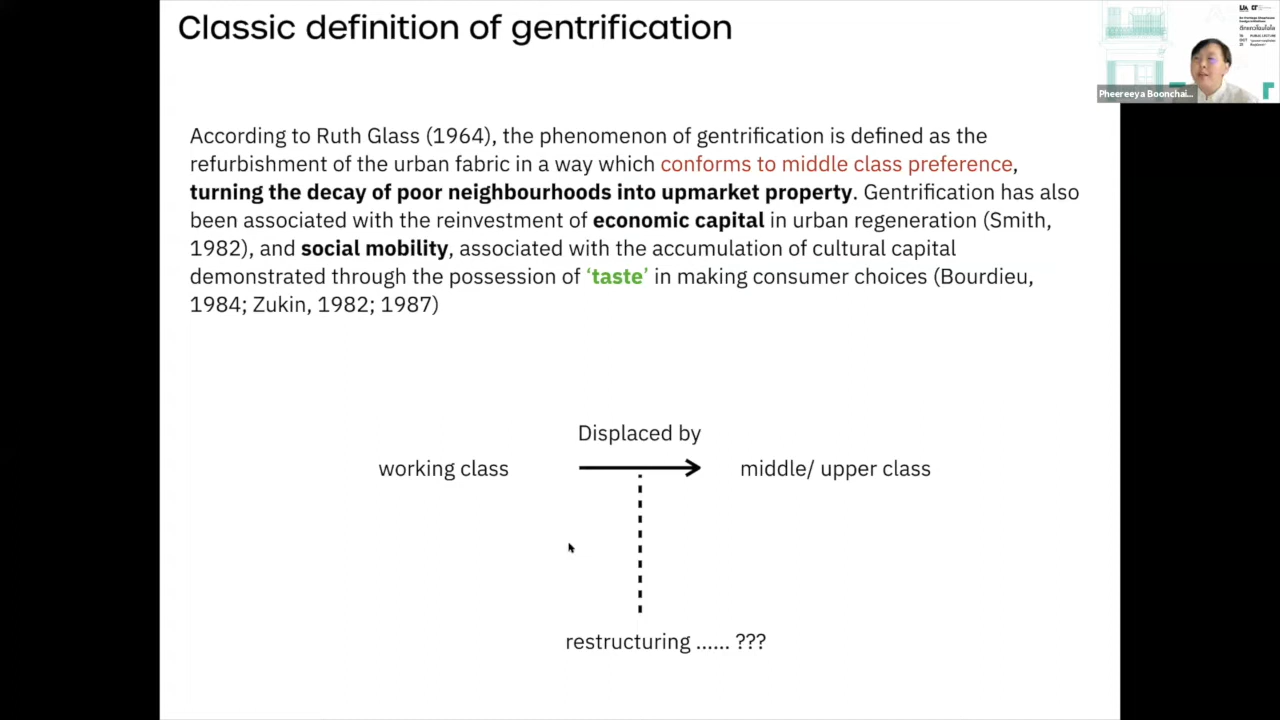 Classic definition of gentrification
Pheereeya Boonchai...
According to Ruth Glass (1964), the phenomenon of gentrification is defined as the
refurbishment of the urban fabric in a way which conforms to middle class preference,
turning the decay of poor neighbourhoods into upmarket property. Gentrification has also
been associated with the reinvestment of economic capital in urban regeneration (Smith,
1982), and social mobility, associated with the accumulation of cultural capital
demonstrated through the possession of ‘taste’ in making consumer choices (Bourdieu,
1984; Zukin, 1982; 1987)
Displaced by
working class
middle/ upper class
restructuring ...... ???